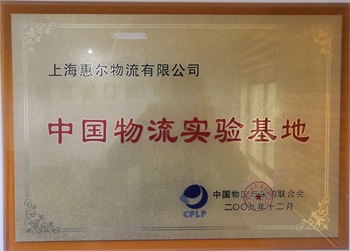 上海惠尔物流有限公司
中国物流实验基地
CFLP
中国物流与采购联合会
二〇〇九年十二月